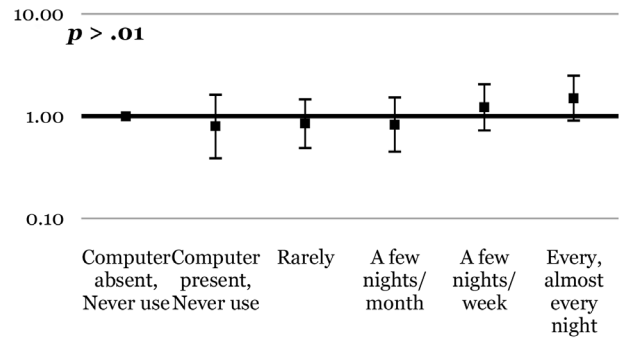 10.00
p > .01
1.00
0.10
Computer absent, Never use
Computer present, Never use
Rarely
A few nights/ month
A few nights/ week
Every, almost every night